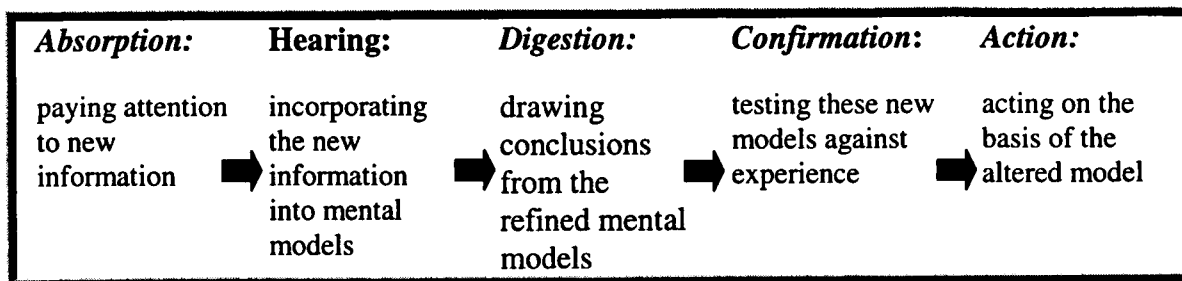 Absorption:
paying attention
to new
information
Hearing:
incorporating
the new
information
into mental
models
Digestion:
drawing
conclusions
from the
refined mental
models
Confirmation:
testing these new
models against
experience
Action:
acting on the
basis of the
altered model